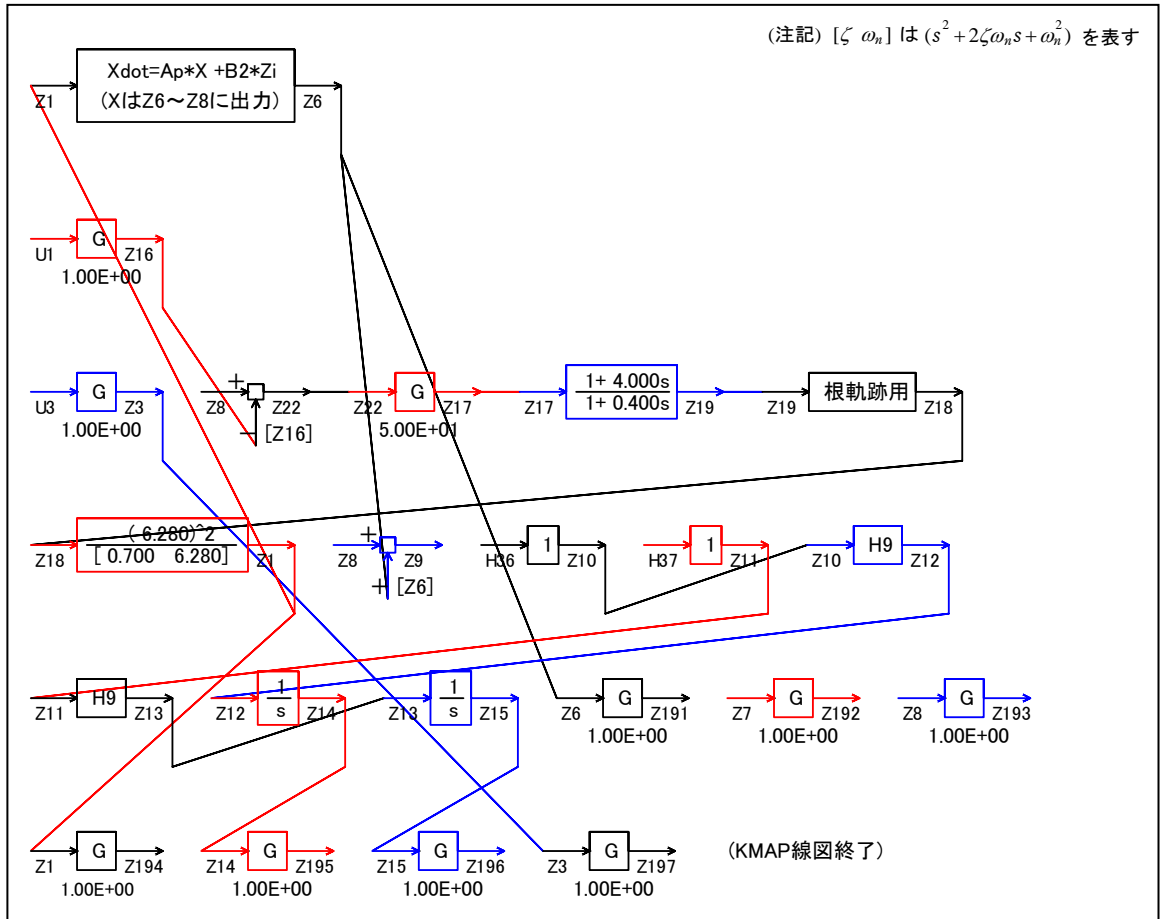 (注記) [ζ ωn] は (s^2+2ζωns+ωn^2) を表す
Xdot=Ap*X +B2*Zi
(XはZ6～Z8に出力)
Z1 Z6
G
U1 Z16
1.00E+00
G
U3 Z3
1.00E+00
+
Z8 Z22
− [Z16]
G
Z22 Z17
5.00E+01
1+ 4.000s
1+ 0.400s
Z17 Z19
根軌跡用
Z19 Z18
( 6.280)^2
[ 0.700 6.280]
Z18 Z1
+
Z8 Z9
+ [Z6]
1
H36 Z10
1
H37 Z11
H9
Z10 Z12
H9
Z11 Z13
1
s
Z12 Z14
1
s
Z13 Z15
G
Z6 Z191
1.00E+00
G
Z7 Z192
1.00E+00
G
Z8 Z193
1.00E+00
G
Z1 Z194
1.00E+00
G
Z14 Z195
1.00E+00
G
Z15 Z196
1.00E+00
G
Z3 Z197
1.00E+00
(KMAP線図終了)